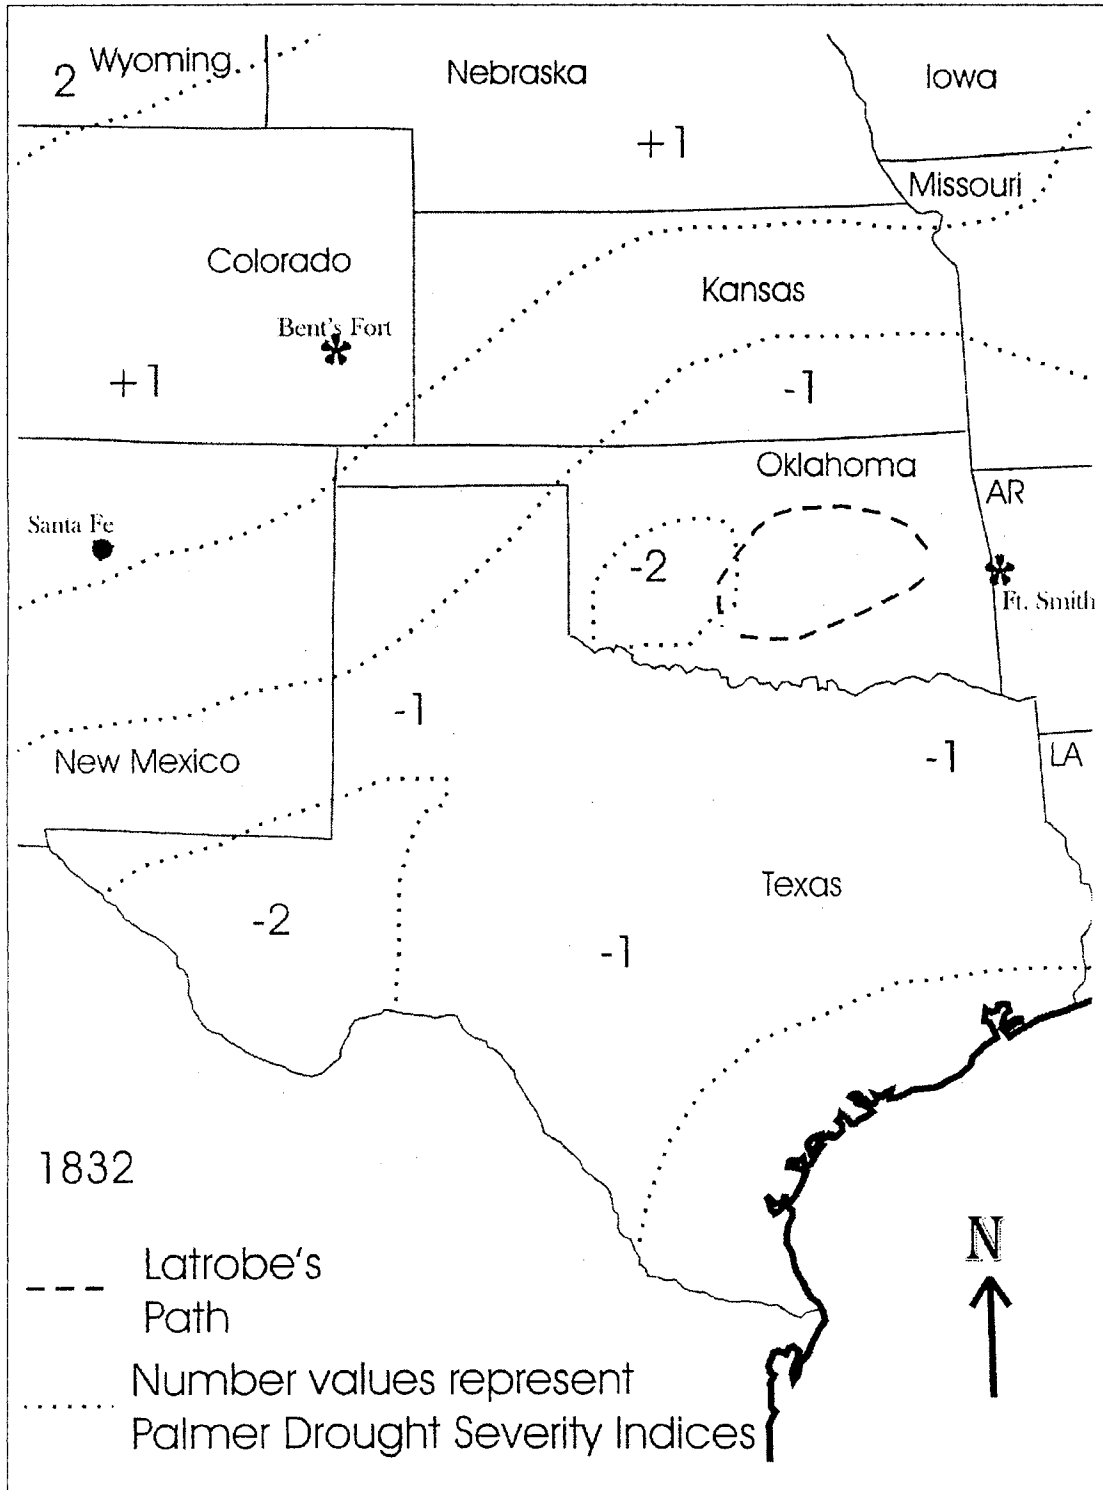 Wyoming
2
Nebraska
Iowa
+1
Missouri
Colorado
Kansas
Bent's Fort
+1
-1
Oklahoma
AR
Santa Fe
-2
Ft. Smith
-1
-1
New Mexico
LA
Texas
-2
-1
1832
N
Latrobe's
Path
Number values represent
Palmer Drought Severity Indices